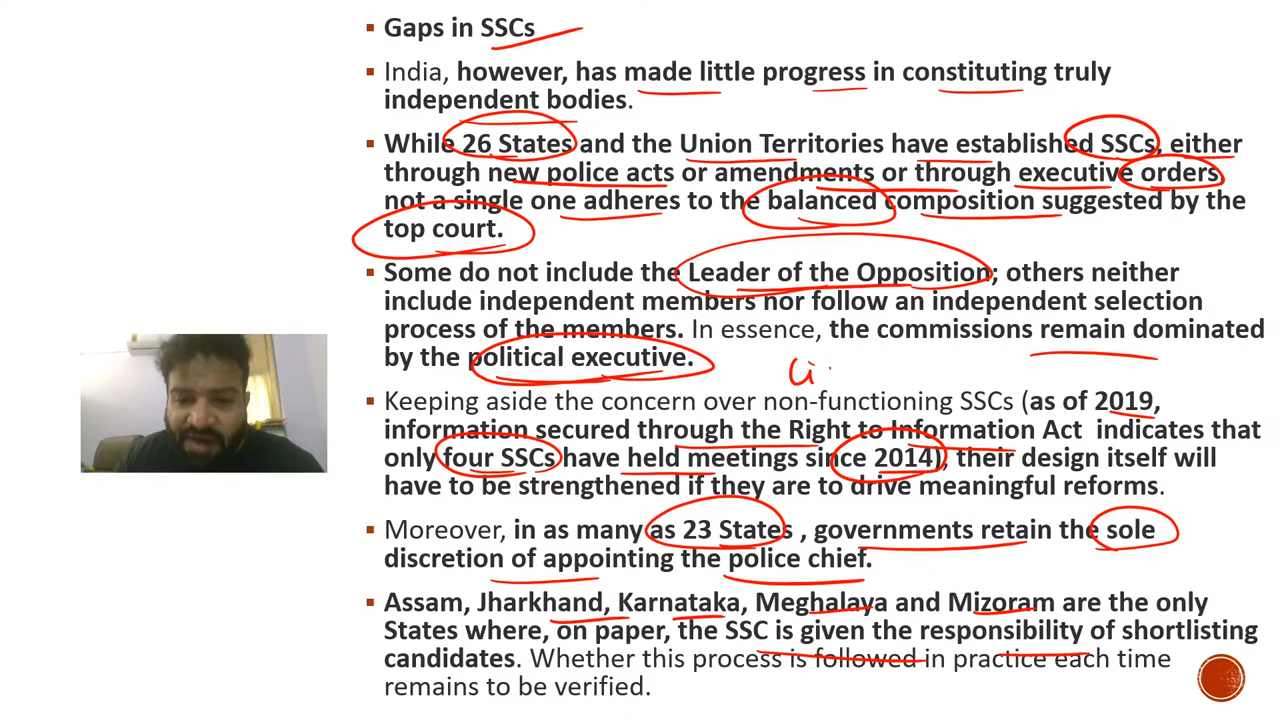 Gaps in SSCs
India, however, has made little progress in constituting truly
independent bodies.
While 26 States and the Union Territories have established SSCs, either
through new police acts or amendments or through executive orders
not a single one adheres to the balanced composition suggested by the
top court.
Some do not include the Leader of the Opposition; others neither
include independent members nor follow an independent selection
process of the members. In essence, the commissions remain dominated
by the political executive.
Keeping aside the concern over non-functioning SSCs (as of 2019,
information secured through the Right to Information Act indicates that
only four SSCs have held meetings since 2014), their design itself will
have to be strengthened if they are to drive meaningful reforms.
Moreover, in as many as 23 States , governments retain the sole
discretion of appointing the police chief.
Assam, Jharkhand, Karnataka, Meghalaya and Mizoram are the only
States where, on paper, the SSC is given the responsibility of shortlisting
candidates. Whether this process is followed in practice each time
remains to be verified.